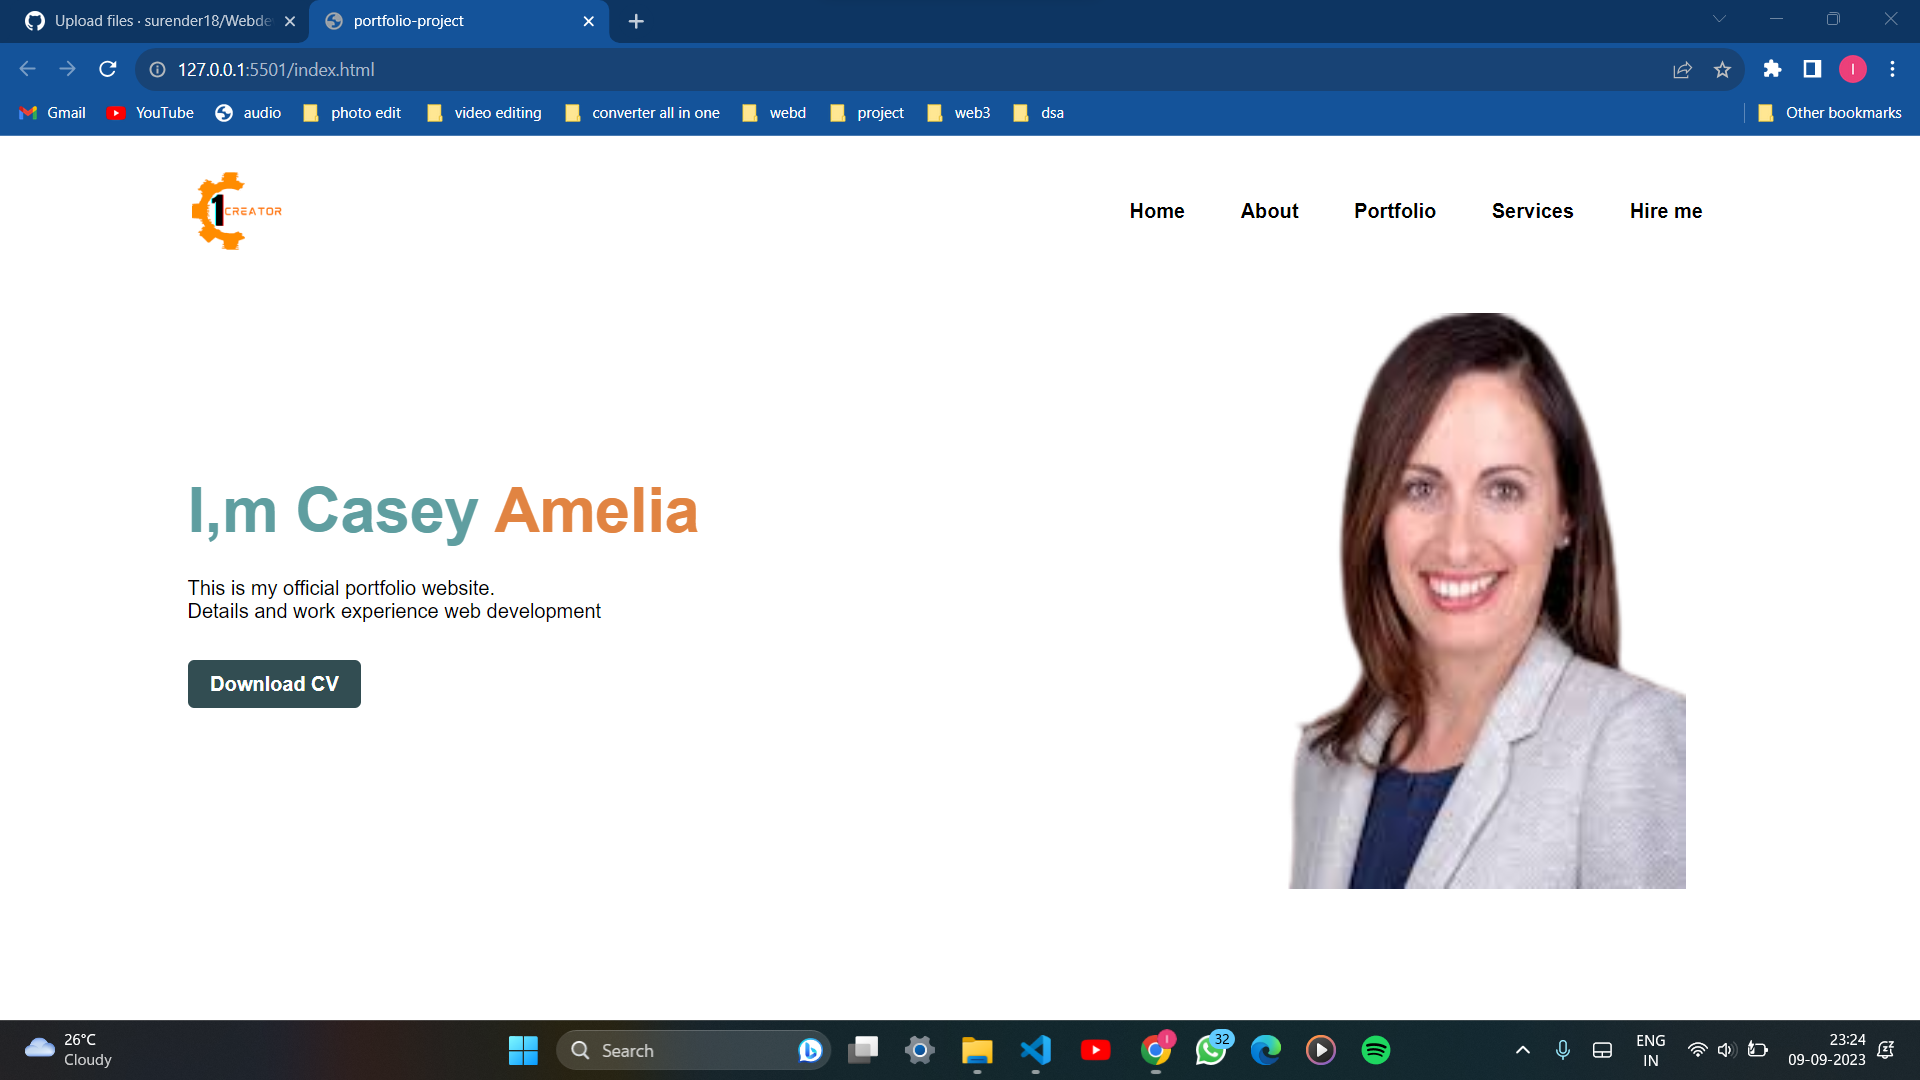 Upload files · surender18/Webde
portfolio-project
127.0.0.1:5501/index.html
I
Gmail
YouTube
audio
photo edit
video editing
converter all in one
webd
project
web3
dsa
Other bookmarks
1 CREATOR
Home
About
Portfolio
Services
Hire me
I,m Casey Amelia
This is my official portfolio website.
Details and work experience web development
Download CV
26°C
Cloudy
Search
I
32
ENG
IN
23:24
09-09-2023